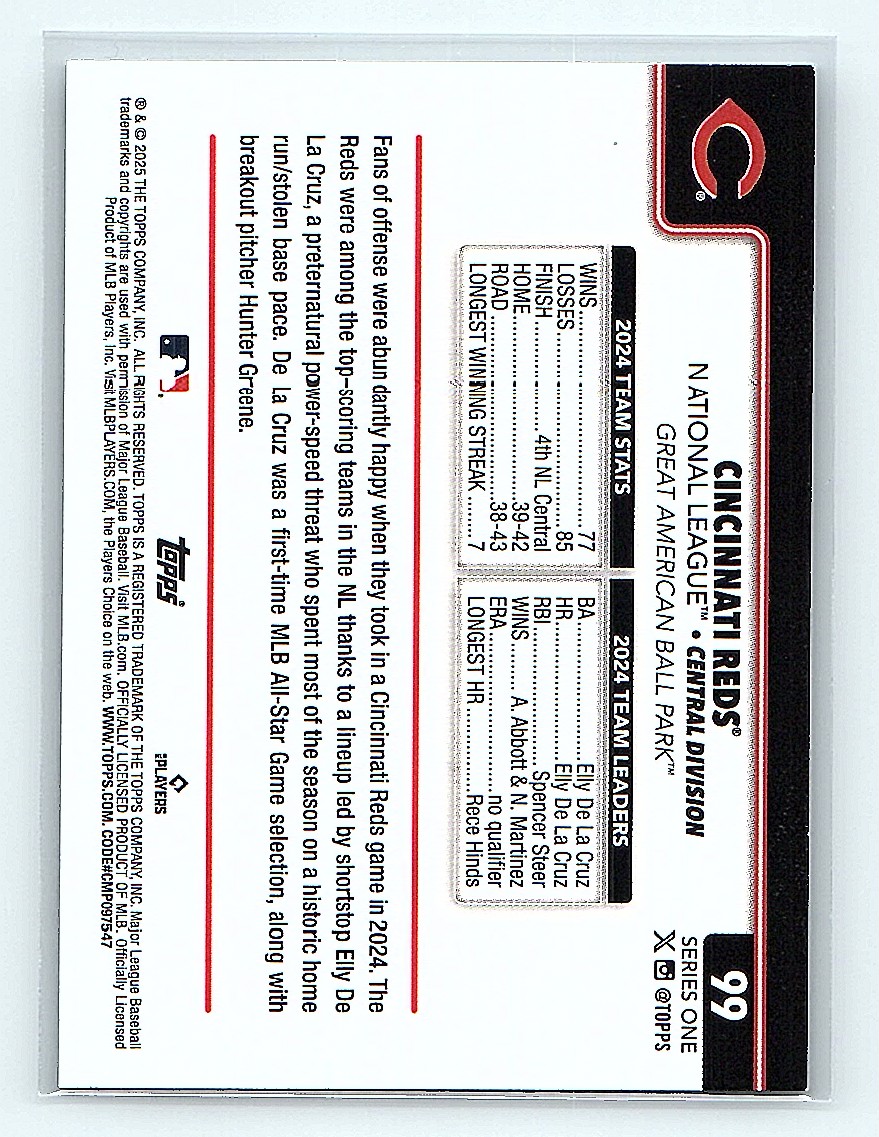 99
SERIES ONE
@TOPPS
CINCINNATI REDS®
NATIONAL LEAGUE™ • CENTRAL DIVISION
GREAT AMERICAN BALL PARK™
2024 TEAM STATS
WINS..............................77
LOSSES..........................85
FINISH................4th NL Central
HOME...........................39-42
ROAD...........................38-43
LONGEST WINNING STREAK ........7
2024 TEAM LEADERS
BA....................Elly De La Cruz
HR....................Elly De La Cruz
RBI.....................Spencer Steer
WINS........ A. Abbott & N. Martinez
ERA......................no qualifier
LONGEST HR ..............Rece Hinds
Fans of offense were abun dantly happy when they took in a Cincinnati Reds game in 2024. The
Reds were among the top-scoring teams in the NL thanks to a lineup led by shortstop Elly De
La Cruz, a preternatural power-speed threat who spent most of the season on a historic home
run/stolen base pace. De La Cruz was a first-time MLB All-Star Game selection, along with
breakout pitcher Hunter Greene.
topps®
PLAYERS
® & © 2025 THE TOPPS COMPANY, INC. ALL RIGHTS RESERVED. TOPPS IS A REGISTERED TRADEMARK OF THE TOPPS COMPANY, INC. Major League Baseball
trademarks and copyrights are used with permission of Major League Baseball. Visit MLB.com. OFFICIALLY LICENSED PRODUCT OF MLB. Officially Licensed
Product of MLB Players, Inc. Visit MLBPLAYERS.COM, the Players Choice on the web. WWW.TOPPS.COM. CODE#CMP097547